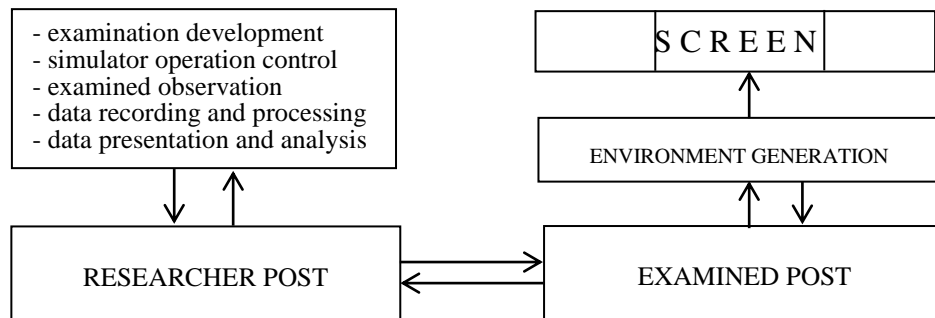 - examination development
- simulator operation control
- examined observation
- data recording and processing
- data presentation and analysis
S C R E E N
ENVIRONMENT GENERATION
RESEARCHER POST
EXAMINED POST